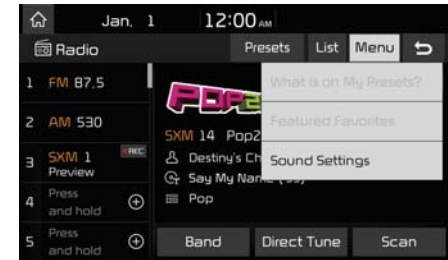 Jan. 1 12:00 AM
Radio Presets List Menu
1 FM 87.5
2 AM 530
3 SXM 1 REC
Preview
4 Press
and hold
5 Press
and hold
POP2
SXM 14 Pop2
Destiny's Ch
Say My Name
Pop
What is on My Presets?
Featured Favorites
Sound Settings
Band Direct Tune Scan